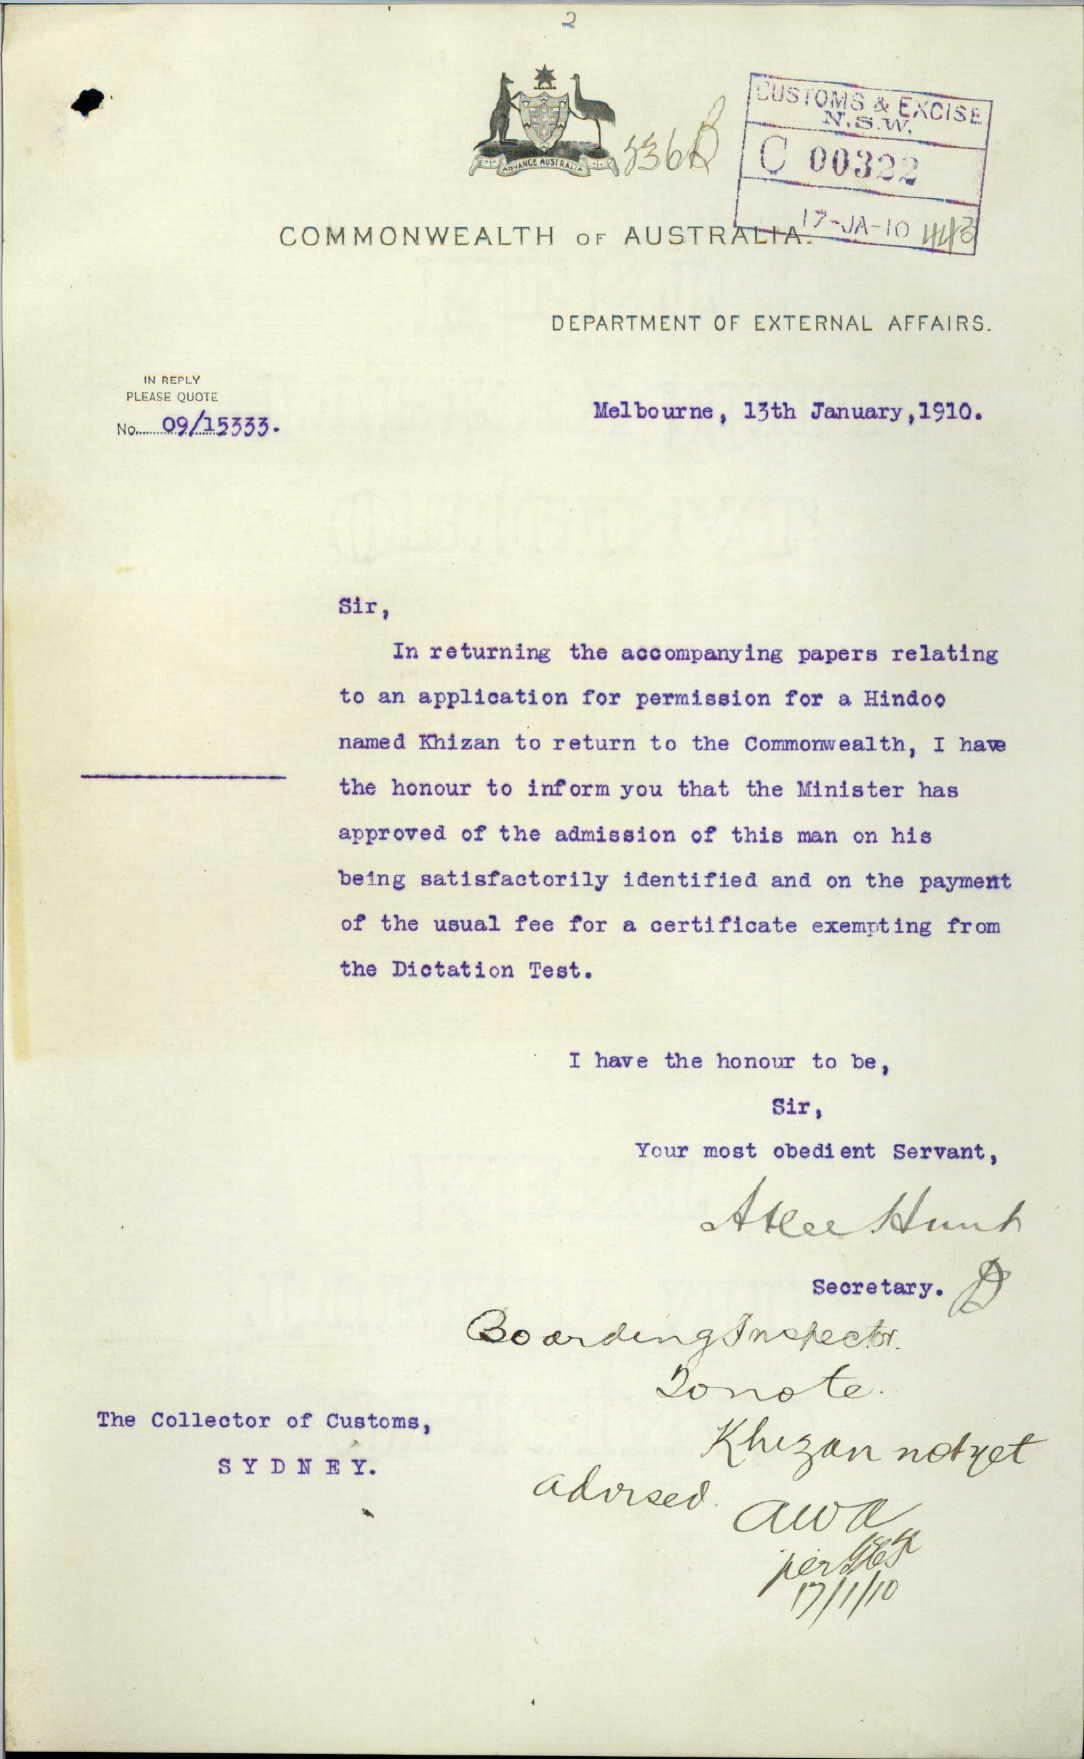 2
ADVANCE AUSTRALIA
536B
CUSTOMS & EXCISE
N.S.W.
C 00322
17-JA-10 443
COMMONWEALTH OF AUSTRALIA.
DEPARTMENT OF EXTERNAL AFFAIRS.
IN REPLY
PLEASE QUOTE
No. 09/15333.
Melbourne, 13th January,1910.
Sir,
In returning the accompanying papers relating
to an application for permission for a Hindoo
named Khizan to return to the Commonwealth, I have
the honour to inform you that the Minister has
approved of the admission of this man on his
being satisfactorily identified and on the payment
of the usual fee for a certificate exempting from
the Dictation Test.
I have the honour to be,
Sir,
Your most obedient Servant,
Atlee Hunt
Secretary.
Boarding Inspector.
To note.
Khizan not yet
advised.
The Collector of Customs,
SYDNEY.
per
17/1/10